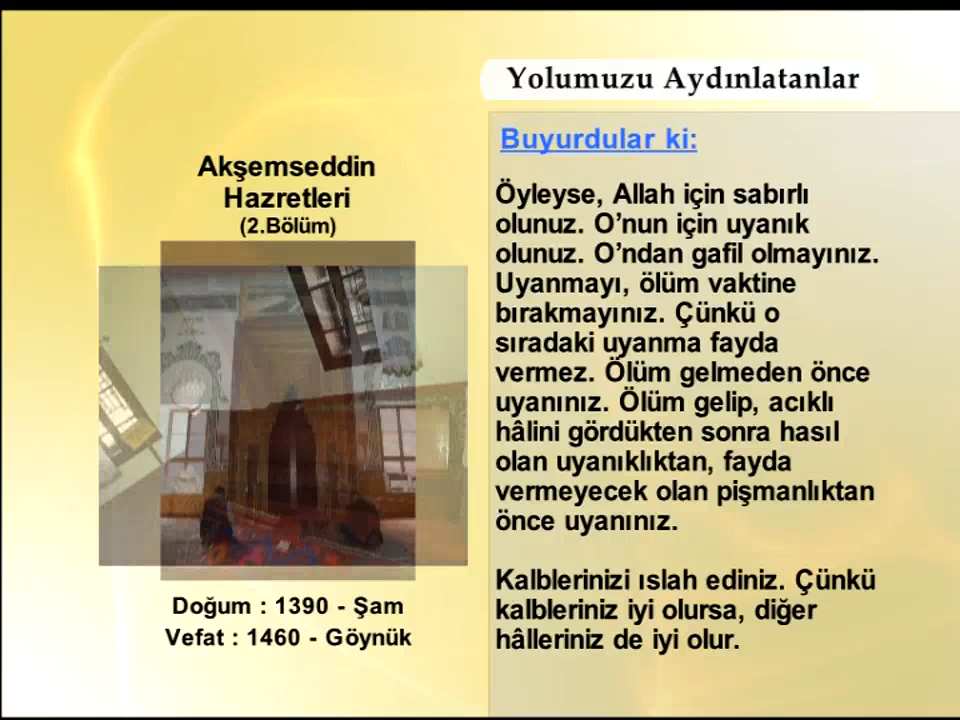 Yolumuzu Aydınlatanlar
Akşemseddin
Hazretleri
(2.Bölüm)
Doğum : 1390 - Şam
Vefat : 1460 - Göynük
Buyurdular ki:
Öyleyse, Allah için sabırlı
olunuz. O’nun için uyanık
olunuz. O’ndan gafil olmayınız.
Uyanmayı, ölüm vaktine
bırakmayınız. Çünkü o
sıradaki uyanma fayda
vermez. Ölüm gelmeden önce
uyanınız. Ölüm gelip, acıklı
hâlini gördükten sonra hasıl
olan uyanıklıktan, fayda
vermeyecek olan pişmanlıktan
önce uyanınız.
Kalblerinizi ıslah ediniz. Çünkü
kalbleriniz iyi olursa, diğer
hâlleriniz de iyi olur.